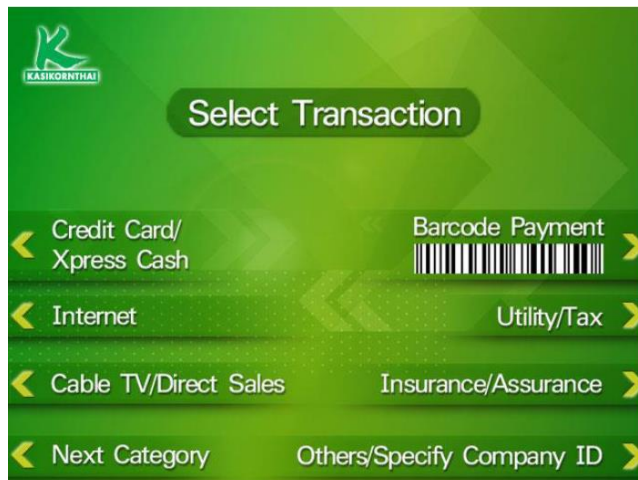 KASIKORNTHAI
Select Transaction
Credit Card/
Xpress Cash
Barcode Payment
Internet
Utility/Tax
Cable TV/Direct Sales
Insurance/Assurance
Next Category
Others/Specify Company ID